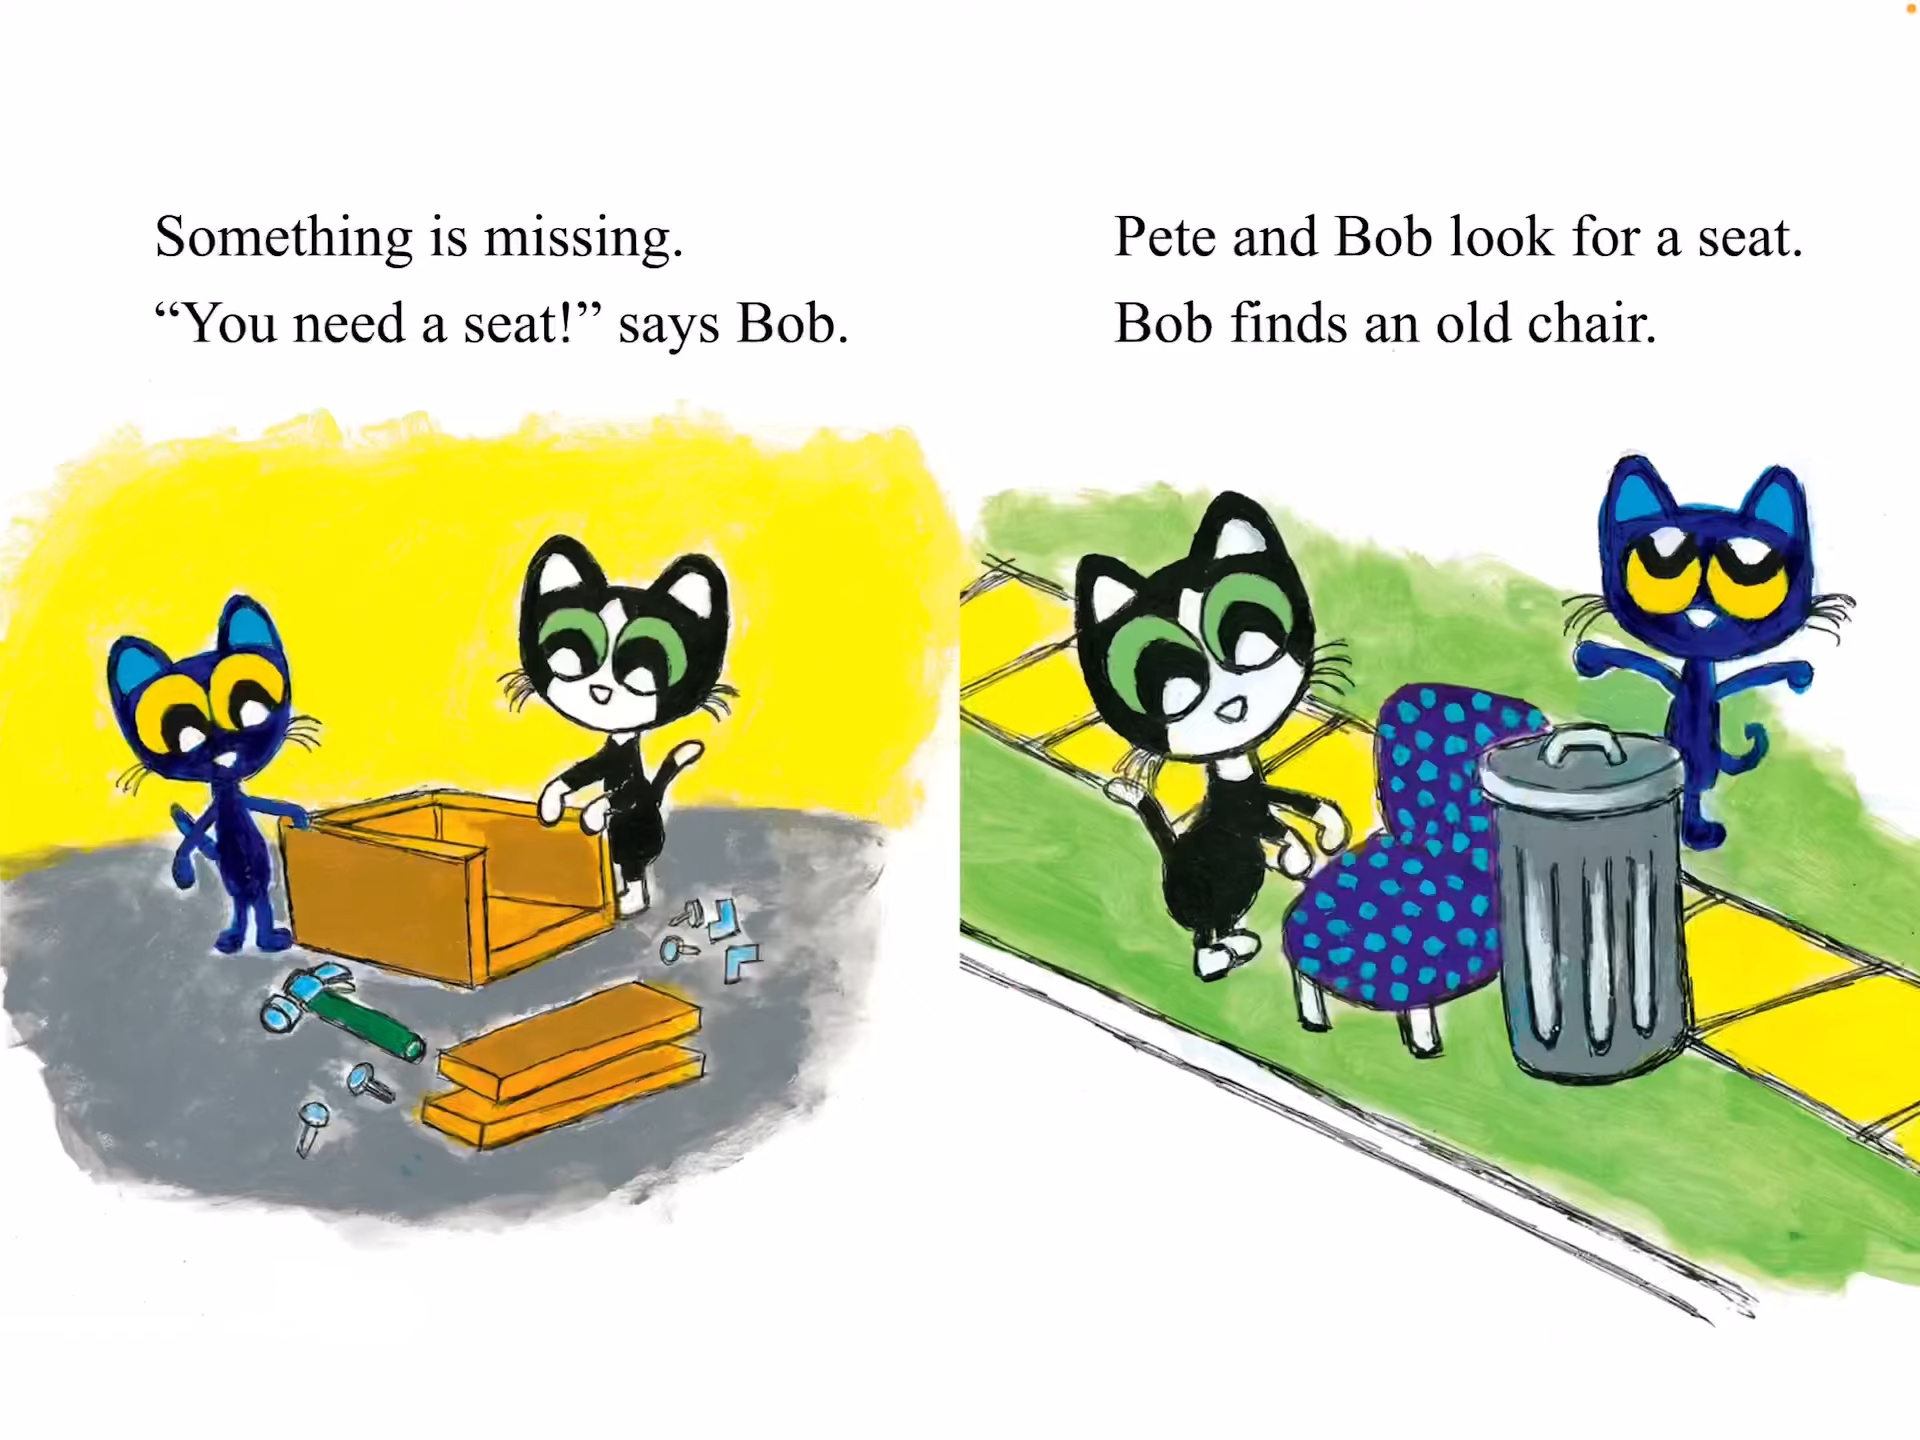 Something is missing.
“You need a seat!” says Bob.
Pete and Bob look for a seat.
Bob finds an old chair.